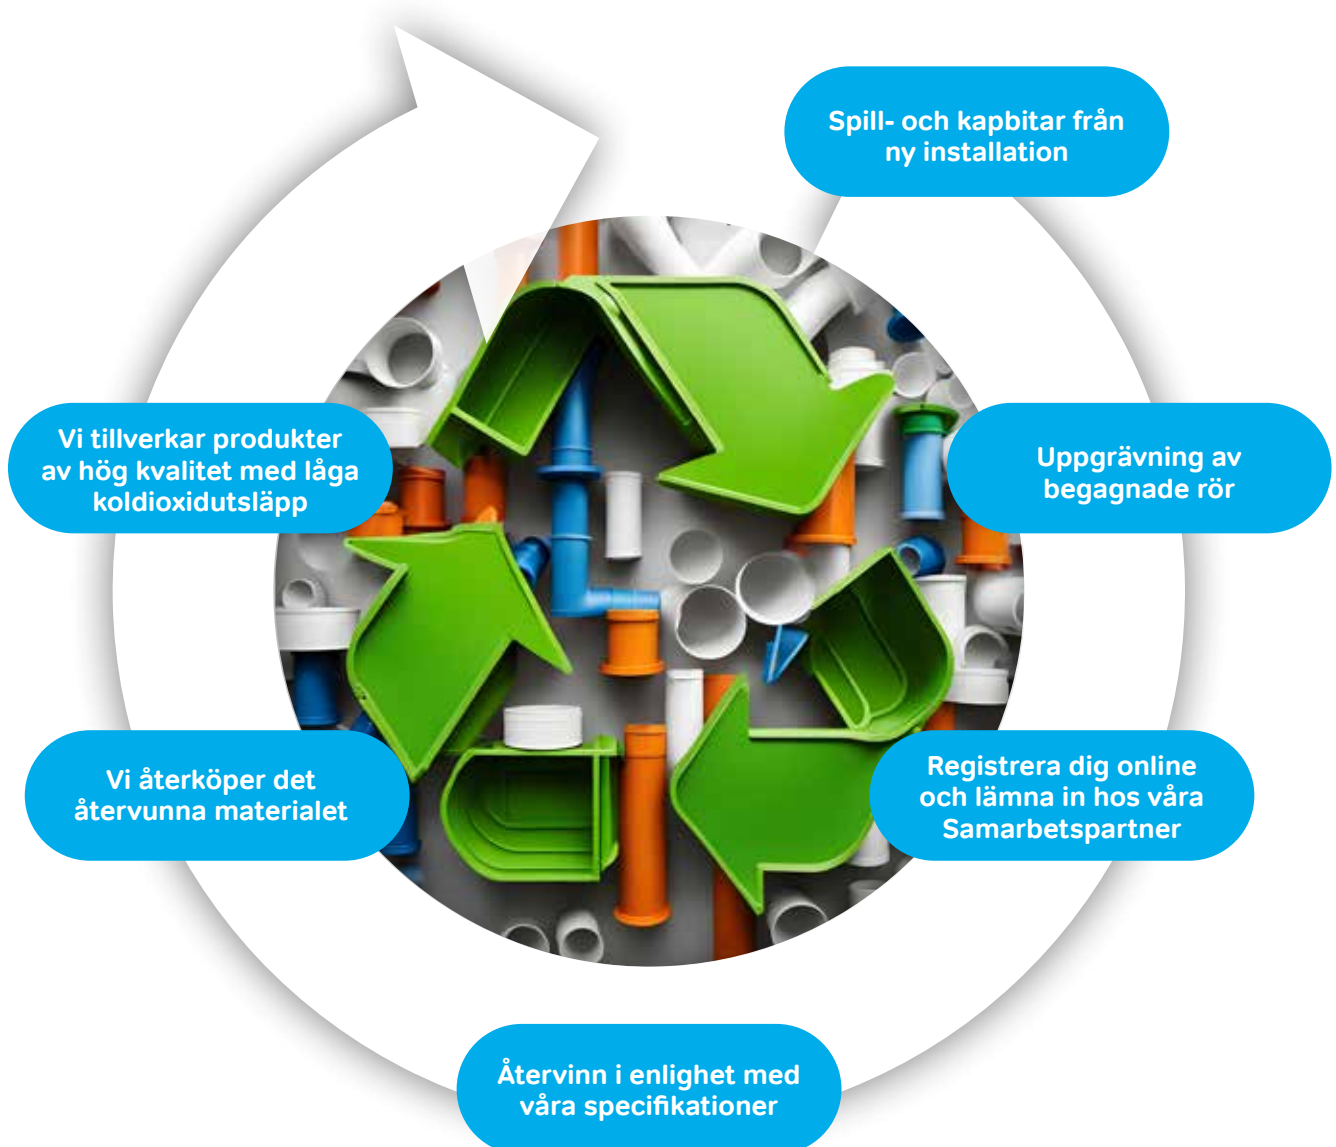 Spill- och kapbitar från
ny installation
Uppgrävning av
begagnade rör
Registrera dig online
och lämna in hos våra
Samarbetspartner
Återvinn i enlighet med
våra specifikationer
Vi återköper det
återvunna materialet
Vi tillverkar produkter
av hög kvalitet med låga
koldioxidutsläpp